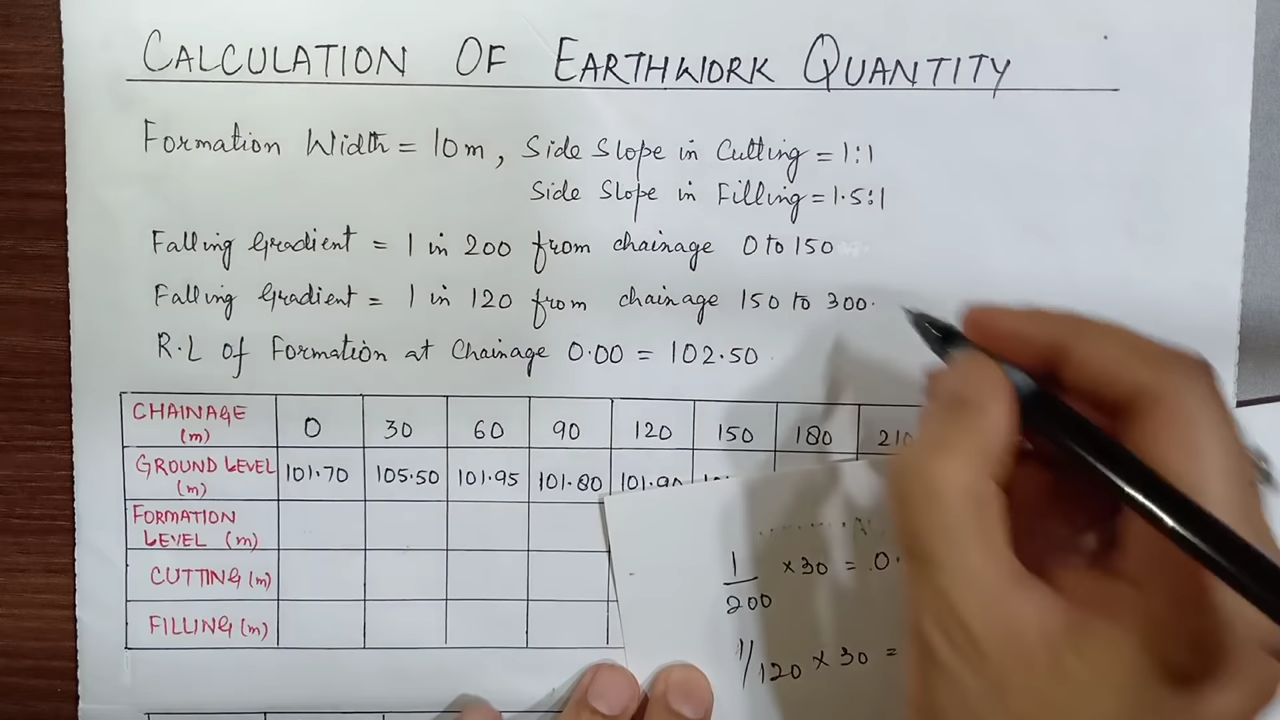 CALCULATION OF EARTHWORK QUANTITY
Formation Width = 10m, Side Slope in Cutting = 1:1
Side Slope in Filling = 1.5:1
Falling Gradient = 1 in 200 from chainage 0 to 150
Falling Gradient = 1 in 120 from chainage 150 to 300.
R.L of Formation at Chainage 0.00 = 102.50
CHAINAGE (m) 0 30 60 90 120 150 180 210
GROUND LEVEL (m) 101.70 105.50 101.95 101.80 101.90
FORMATION LEVEL (m)
CUTTING (m)
FILLING (m)
1/200 × 30 = 0.
1/120 × 30 =